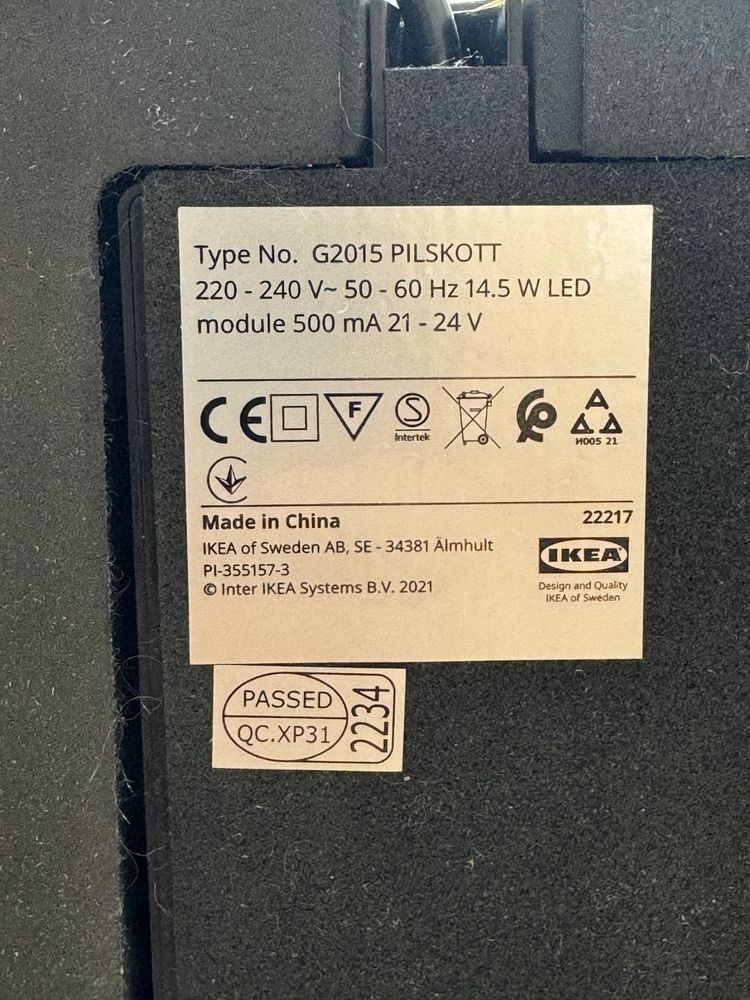 Type No. G2015 PILSKOTT
220 - 240 V~ 50 - 60 Hz 14.5 W LED
module 500 mA 21 - 24 V
CE F S Intertek A И005 21
Made in China 22217
IKEA of Sweden AB, SE - 34381 Älmhult
PI-355157-3
© Inter IKEA Systems B.V. 2021
IKEA
Design and Quality
IKEA of Sweden
PASSED
QC.XP31
2234